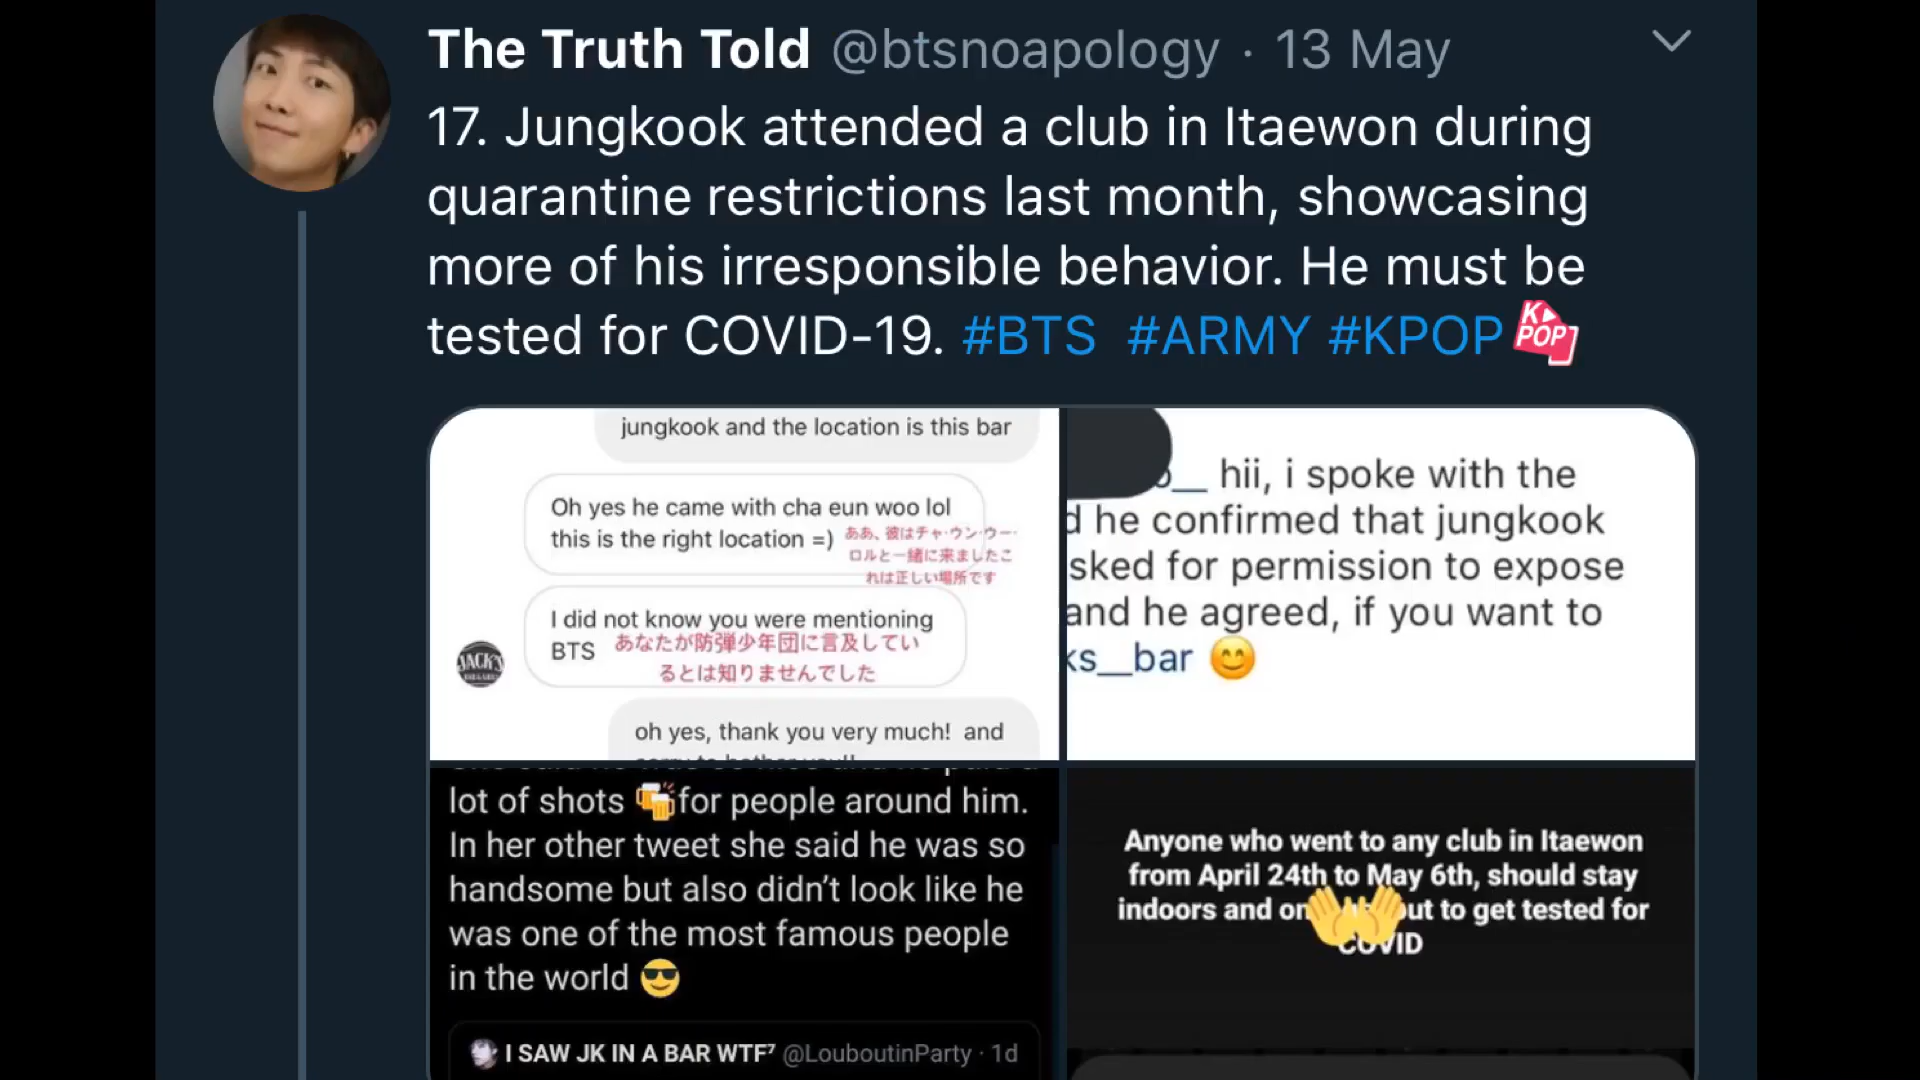 The Truth Told @btsnoapology · 13 May
17. Jungkook attended a club in Itaewon during
quarantine restrictions last month, showcasing
more of his irresponsible behavior. He must be
tested for COVID-19. #BTS #ARMY #KPOP
K POP
jungkook and the location is this bar
Oh yes he came with cha eun woo lol
this is the right location =)
ああ、彼はチャ・ウン・ウー・
ロルと一緒に来ましたこ
れは正しい場所です
I did not know you were mentioning
BTS
あなたが防弾少年団に言及してい
るとは知りませんでした
JACK'S
oh yes, thank you very much! and
sorry to bother you!!
__ hii, i spoke with the
d he confirmed that jungkook
sked for permission to expose
and he agreed, if you want to
ks__bar 😊
lot of shots 🍻for people around him.
In her other tweet she said he was so
handsome but also didn't look like he
was one of the most famous people
in the world 😎
I SAW JK IN A BAR WTF⁷ @LouboutinParty · 1d
Anyone who went to any club in Itaewon
from April 24th to May 6th, should stay
indoors and on out to get tested for
COVID